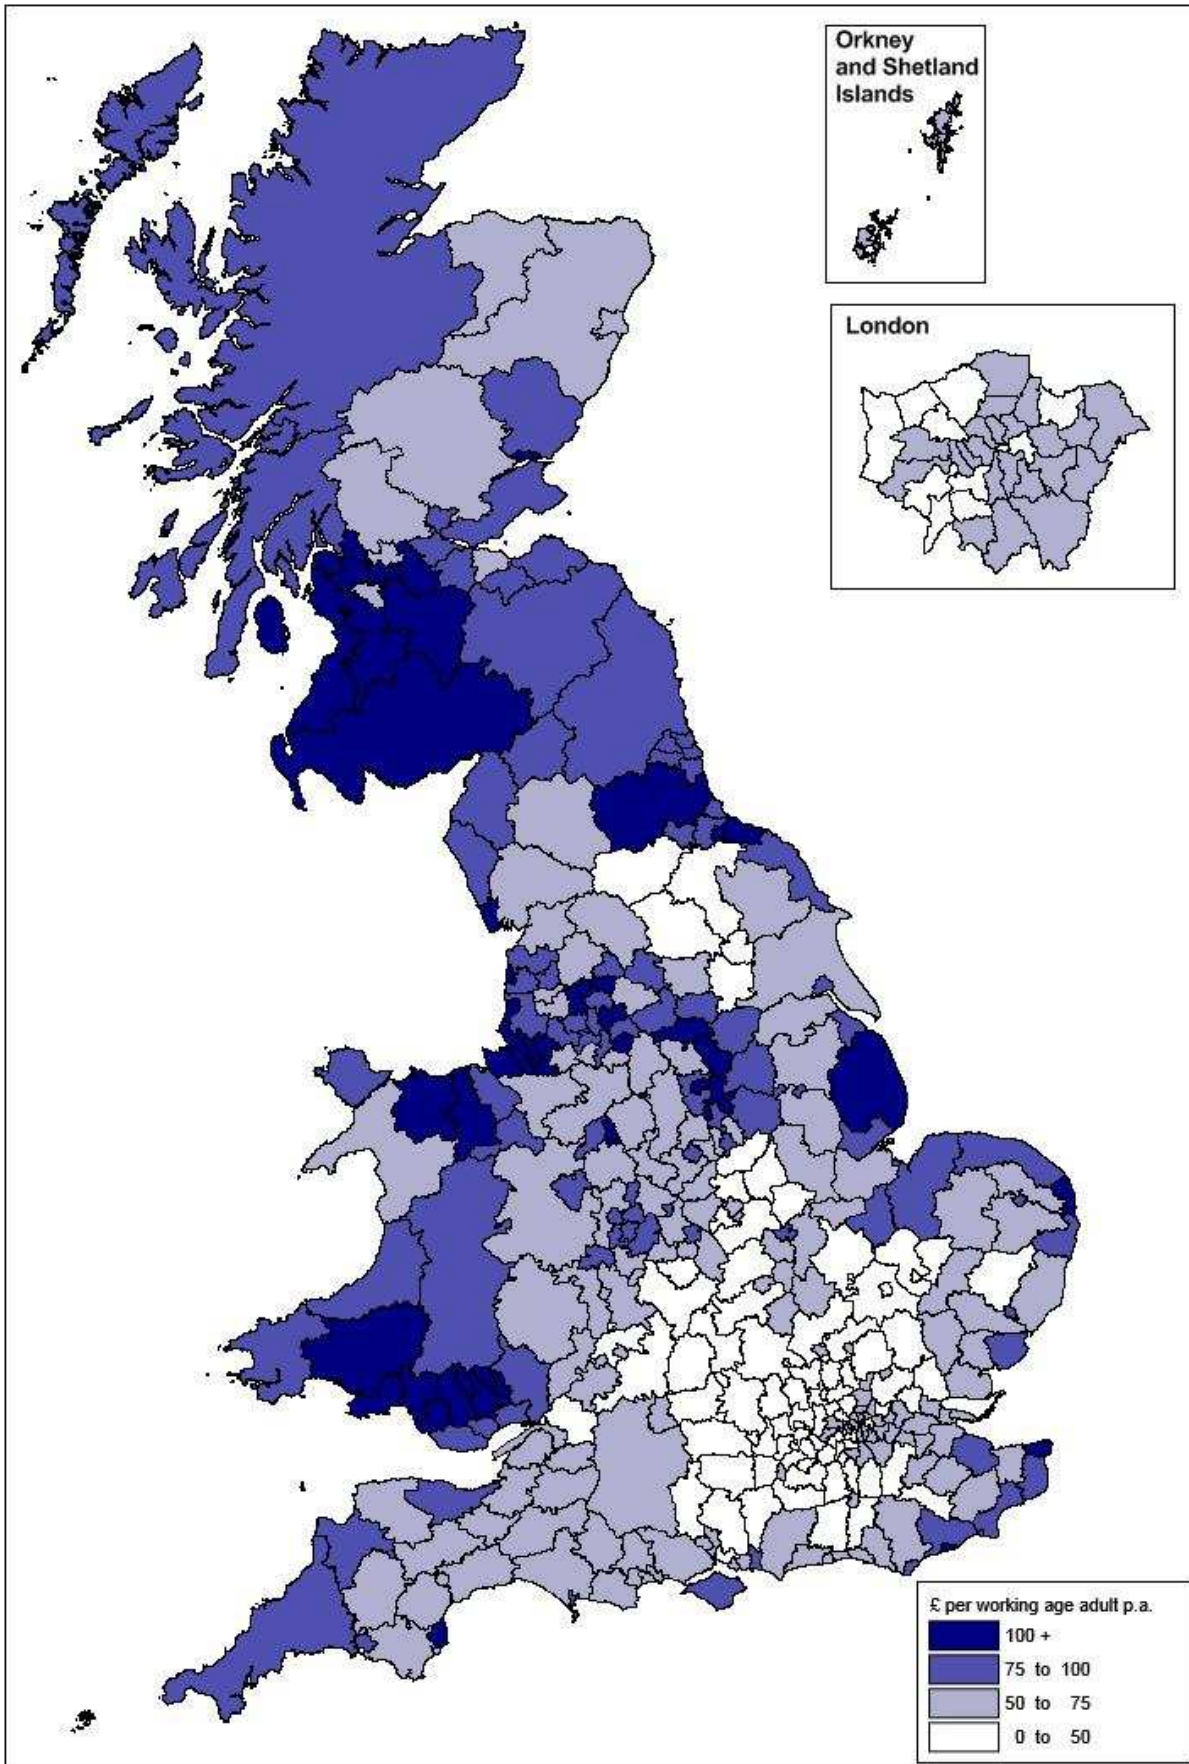 Orkney
and Shetland
Islands
London
£ per working age adult p.a.
100 +
75 to 100
50 to 75
0 to 50